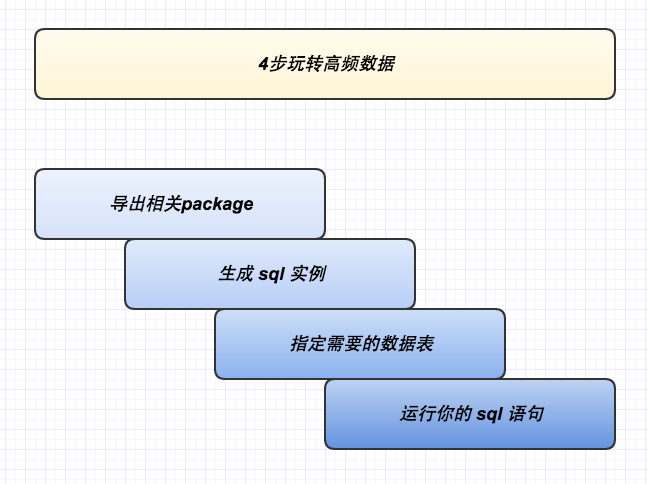 4步玩转高频数据
导出相关package
生成 sql 实例
指定需要的数据表
运行你的 sql 语句